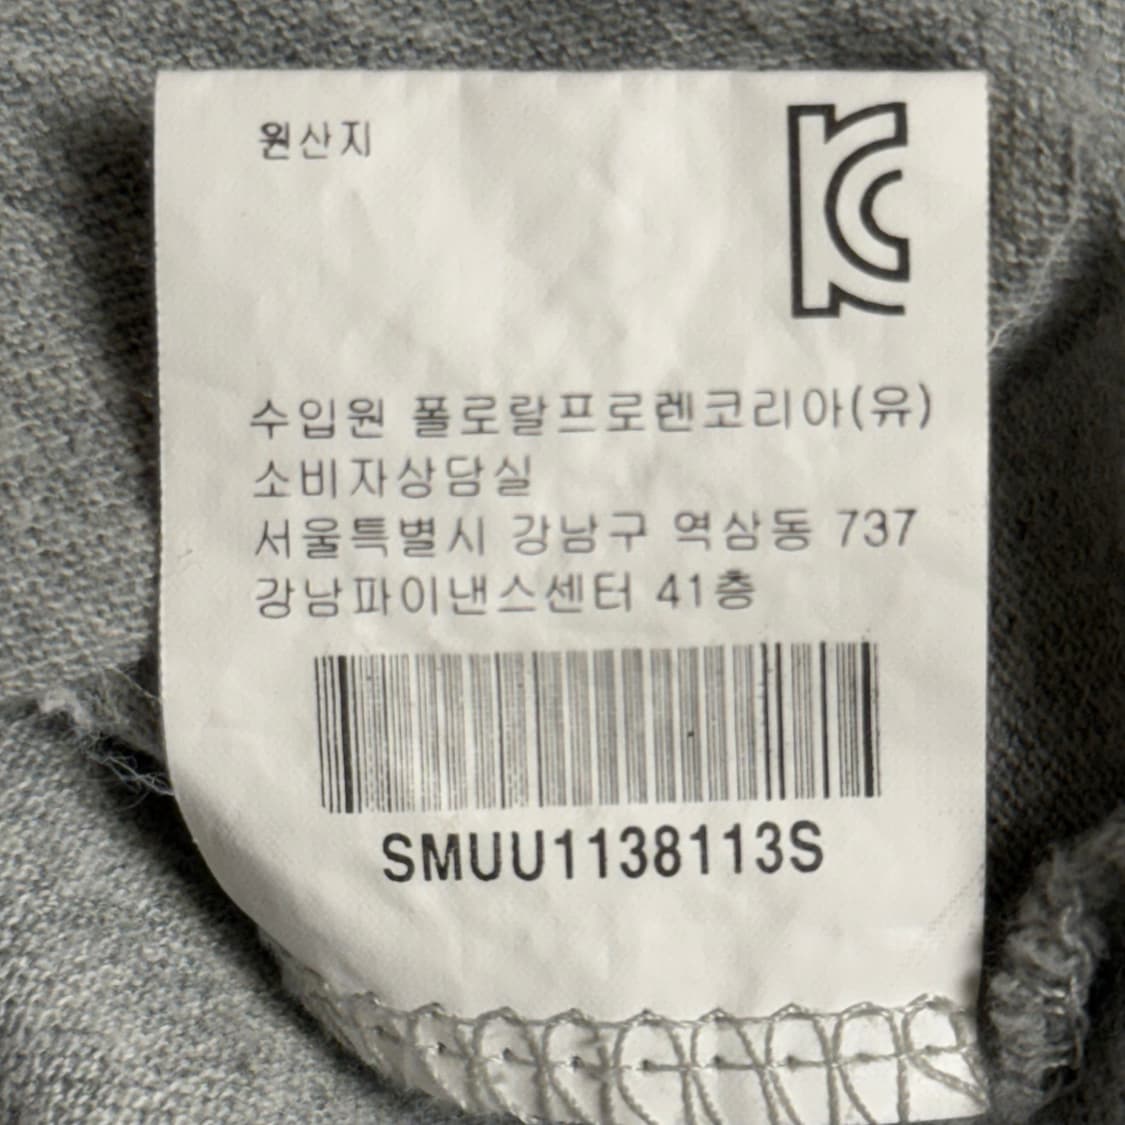 원산지
KC
수입원 폴로랄프로렌코리아(유)
소비자상담실
서울특별시 강남구 역삼동 737
강남파이낸스센터 41층
SMUU1138113S